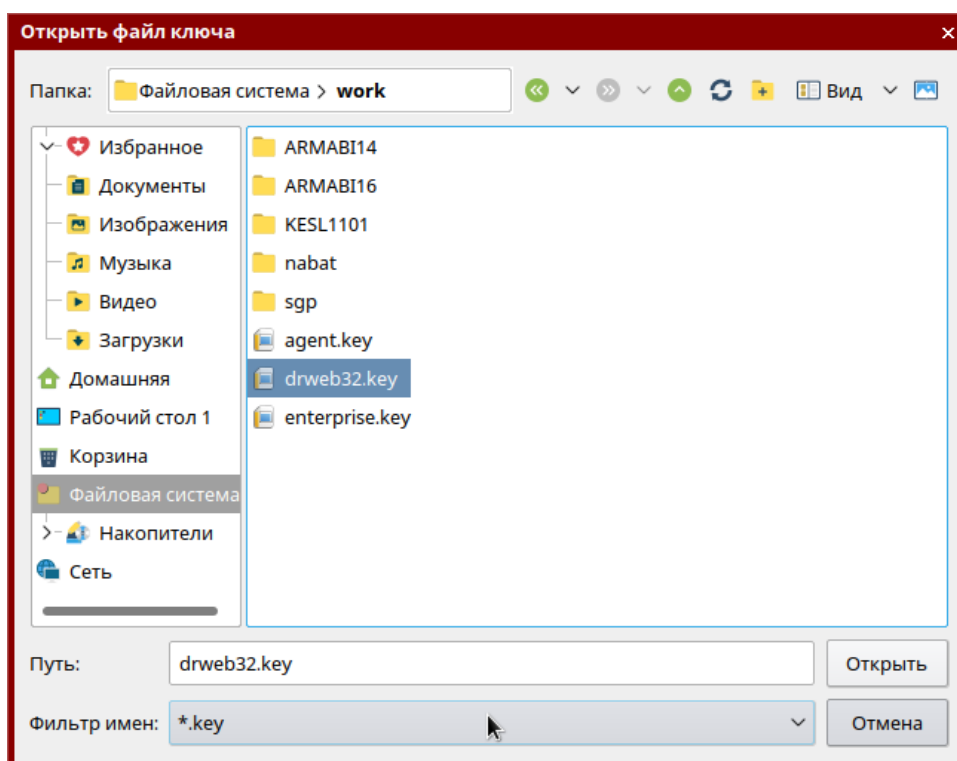 Открыть файл ключа
Папка: Файловая система > work Вид
Избранное
Документы
Изображения
Музыка
Видео
Загрузки
Домашняя
Рабочий стол 1
Корзина
Файловая система
Накопители
Сеть
ARMABI14
ARMABI16
KESL1101
nabat
sgp
agent.key
drweb32.key
enterprise.key
Путь: drweb32.key Открыть
Фильтр имен: *.key Отмена